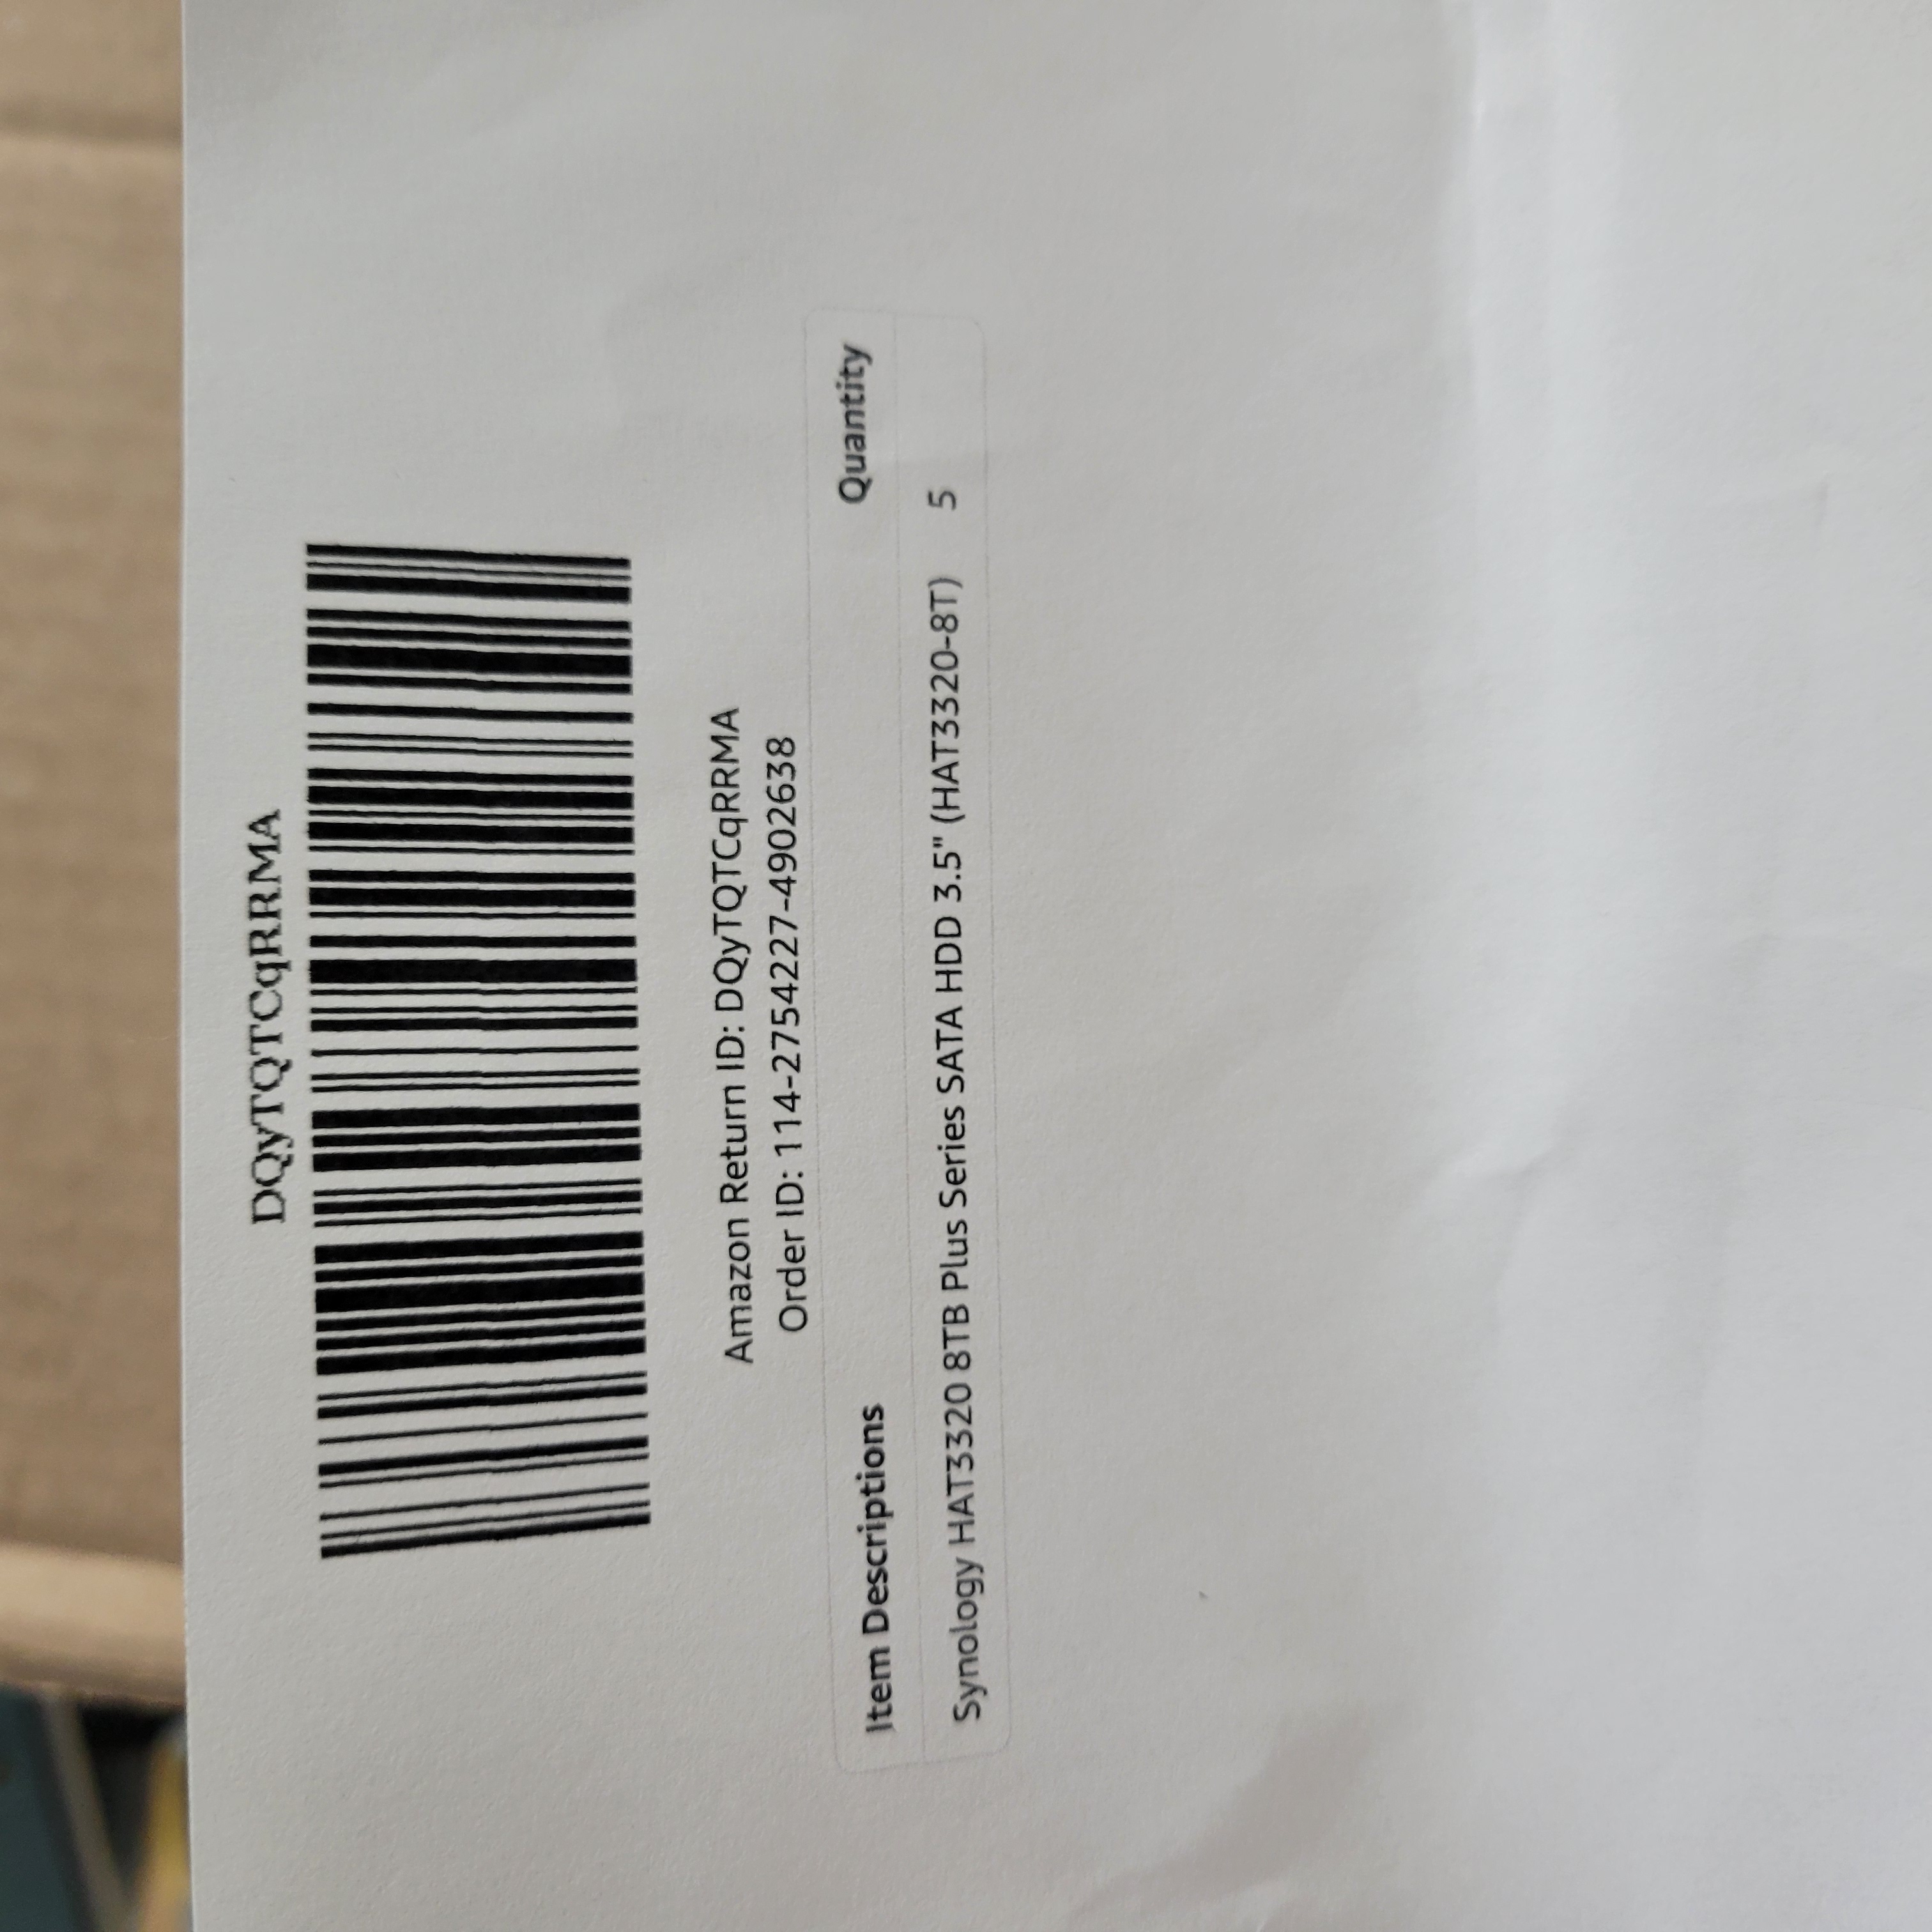 DQyTQTCqRRMA
Amazon Return ID: DQyTQTCqRRMA
Order ID: 114-2754227-4902638
Item Descriptions Quantity
Synology HAT3320 8TB Plus Series SATA HDD 3.5" (HAT3320-8T) 5